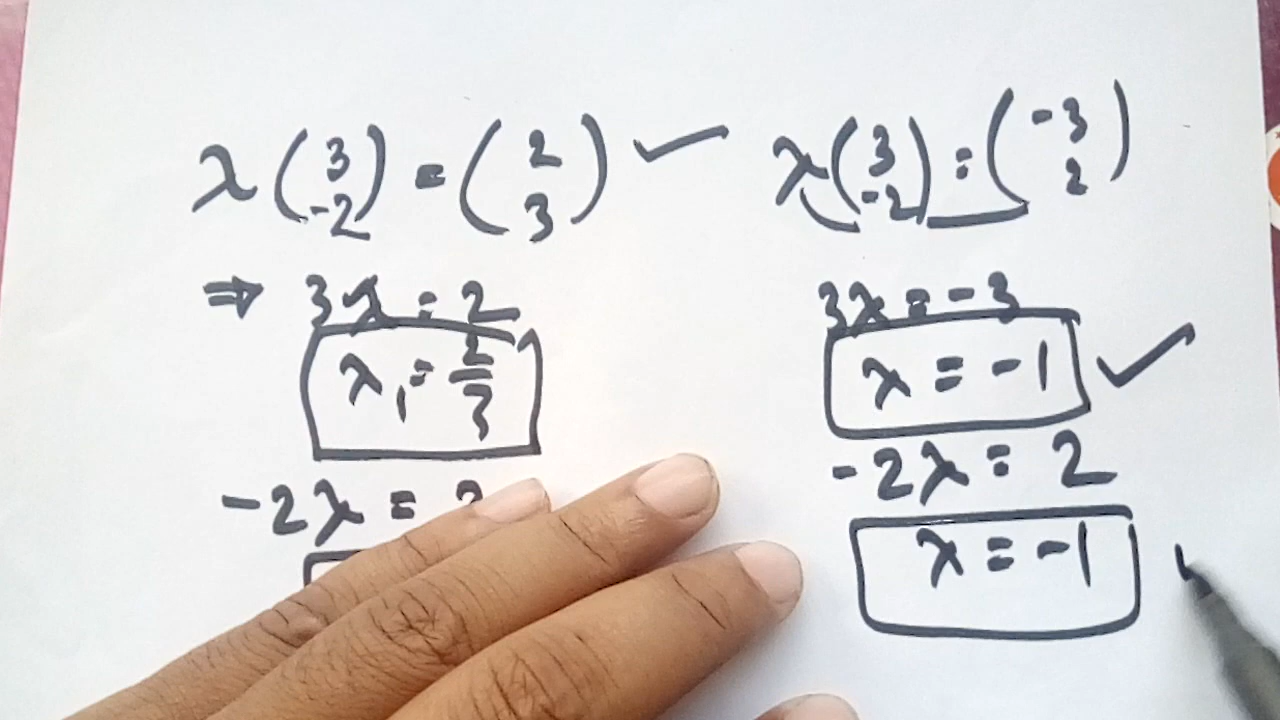 λ(3 -2) = (2 3) ✓
⇒ 3λ = 2
λ₁ = 2/3
-2λ =
λ(3 -2) = (-3 2)
3λ = -3
λ = -1 ✓
-2λ = 2
λ = -1